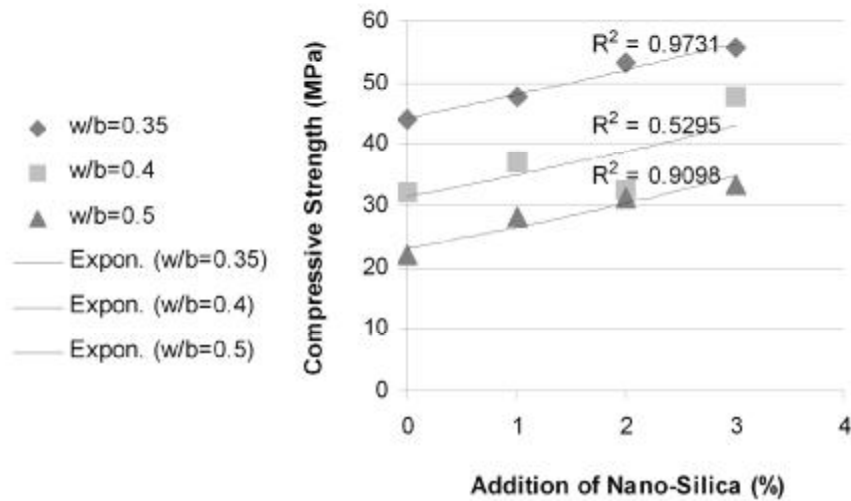 w/b=0.35
w/b=0.4
w/b=0.5
Expon. (w/b=0.35)
Expon. (w/b=0.4)
Expon. (w/b=0.5)
Compressive Strength (MPa)
60
50
40
30
20
10
0
R² = 0.9731
R² = 0.5295
R² = 0.9098
0 1 2 3 4
Addition of Nano-Silica (%)